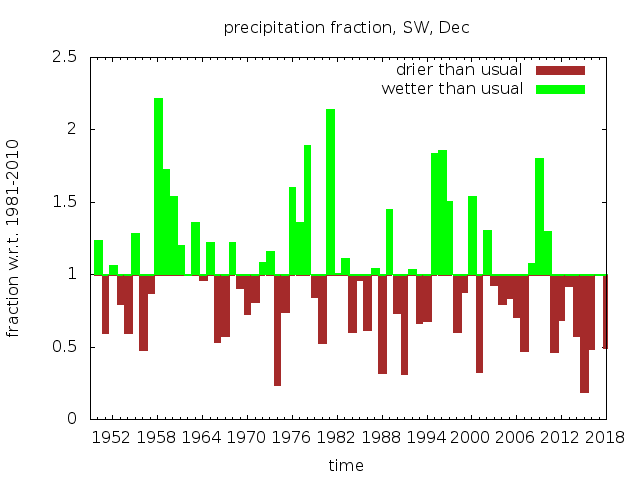 precipitation fraction, SW, Dec
drier than usual
wetter than usual
fraction w.r.t. 1981-2010
2.5
2
1.5
1
0.5
0
1952 1958 1964 1970 1976 1982 1988 1994 2000 2006 2012 2018
time